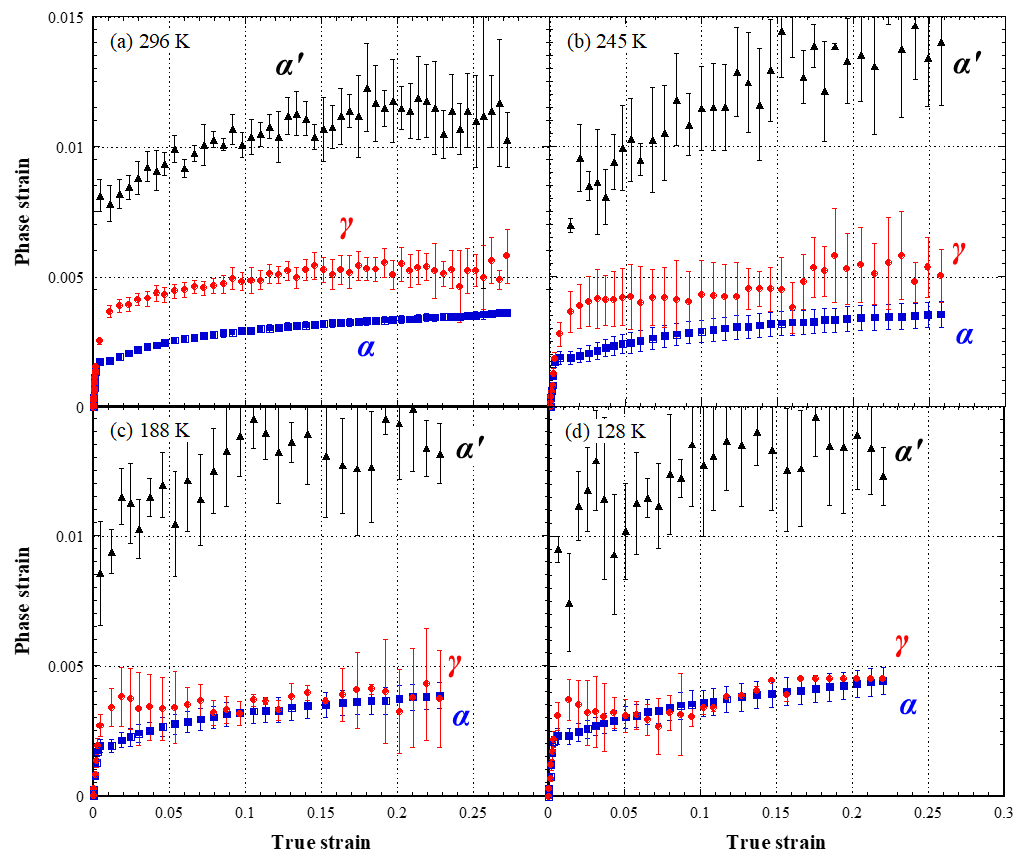 0.015
(a) 296 K
α'
0.01
Phase strain
γ
0.005
α
0
(b) 245 K
α'
γ
α
(c) 188 K
α'
0.01
Phase strain
0.005
γ
α
0
0
0.05
0.1
0.15
0.2
0.25
True strain
(d) 128 K
α'
γ
α
0
0.05
0.1
0.15
0.2
0.25
0.3
True strain